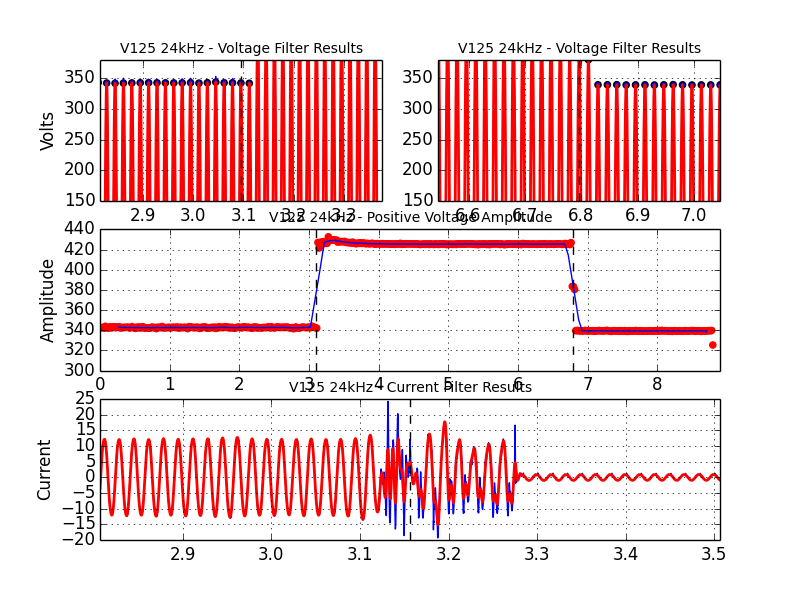 V125 24kHz - Voltage Filter Results
V125 24kHz - Voltage Filter Results
Volts
350
300
250
200
150
350
300
250
200
150
2.9 3.0 3.1 3.2 3.3
6.6 6.7 6.8 6.9 7.0
V125 24kHz - Positive Voltage Amplitude
Amplitude
440
420
400
380
360
340
320
300
0 1 2 3 4 5 6 7 8
V125 24kHz - Current Filter Results
Current
25
20
15
10
5
0
−5
−10
−15
−20
2.9 3.0 3.1 3.2 3.3 3.4 3.5